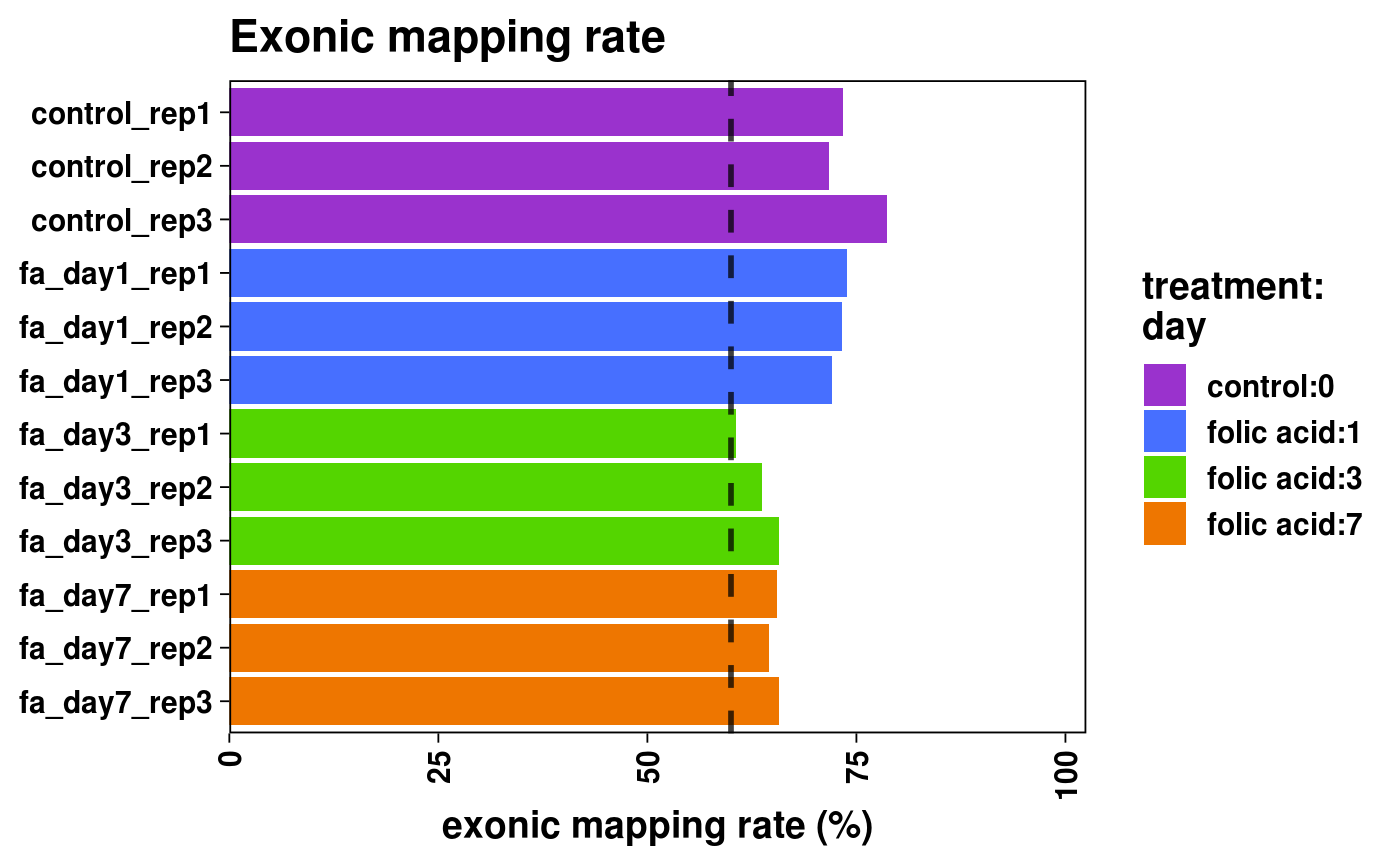 Exonic mapping rate
control_rep1
control_rep2
control_rep3
fa_day1_rep1
fa_day1_rep2
fa_day1_rep3
fa_day3_rep1
fa_day3_rep2
fa_day3_rep3
fa_day7_rep1
fa_day7_rep2
fa_day7_rep3
0
25
50
75
100
exonic mapping rate (%)
treatment:
day
control:0
folic acid:1
folic acid:3
folic acid:7